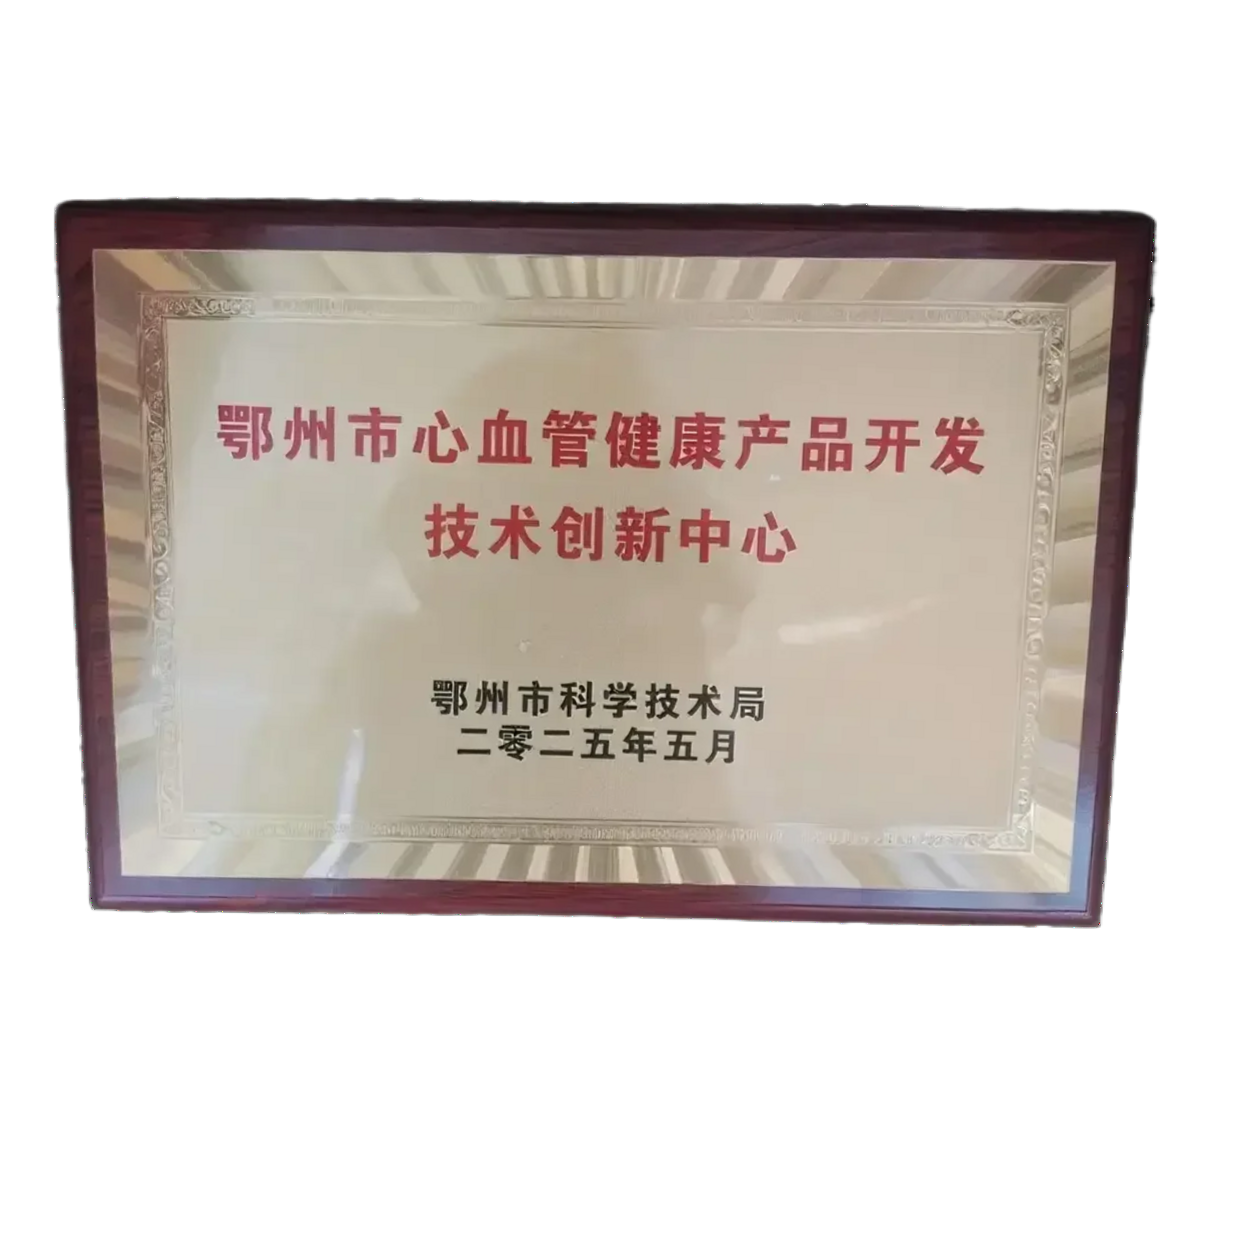 鄂州市心血管健康产品开发
技术创新中心
鄂州市科学技术局
二零二五年五月